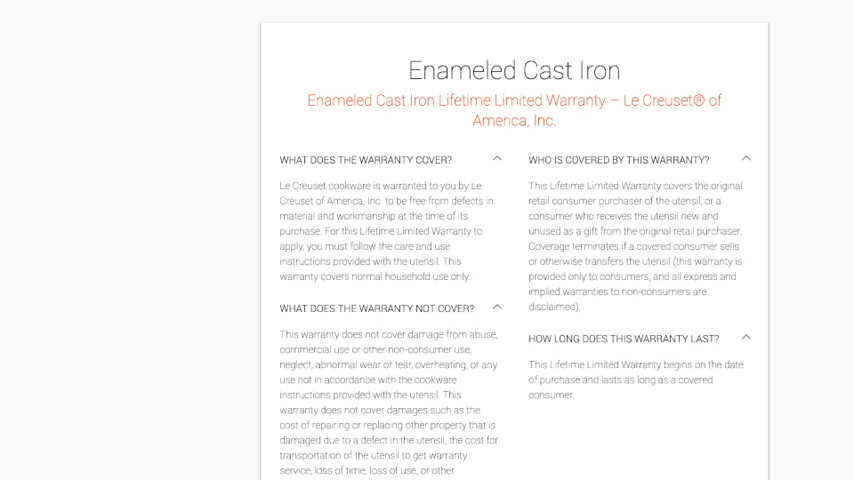 Enameled Cast Iron
Enameled Cast Iron Lifetime Limited Warranty – Le Creuset® of
America, Inc.
WHAT DOES THE WARRANTY COVER?
Le Creuset cookware is warranted to you by Le
Creuset of America, Inc. to be free from defects in
material and workmanship at the time of its
purchase. For this Lifetime Limited Warranty to
apply, you must follow the care and use
instructions provided with the utensil. This
warranty covers normal household use only.
WHAT DOES THE WARRANTY NOT COVER?
This warranty does not cover damage from abuse,
commercial use or other non-consumer use,
neglect, abnormal wear or tear, overheating, or any
use not in accordance with the cookware
instructions provided with the utensil. This
warranty does not cover damages such as the
cost of repairing or replacing other property that is
damaged due to a defect in the utensil, the cost for
transportation of the utensil to get warranty
service, loss of time, loss of use, or other
WHO IS COVERED BY THIS WARRANTY?
This Lifetime Limited Warranty covers the original
retail consumer purchaser of the utensil, or a
consumer who receives the utensil new and
unused as a gift from the original retail purchaser.
Coverage terminates if a covered consumer sells
or otherwise transfers the utensil (this warranty is
provided only to consumers, and all express and
implied warranties to non-consumers are
disclaimed).
HOW LONG DOES THIS WARRANTY LAST?
This Lifetime Limited Warranty begins on the date
of purchase and lasts as long as a covered
consumer.